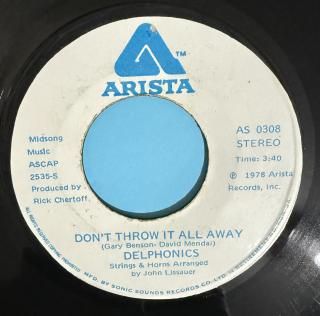 TM
ARISTA
Midsong
Music
ASCAP
2535-S
Produced by
Rick Chertoff
AS 0308
STEREO
Time: 3:40
℗ 1978 Arista
Records, Inc.
DON'T THROW IT ALL AWAY
(Gary Benson-David Mendai)
DELPHONICS
Strings & Horns Arranged
by John Lissauer
MFD. BY SONIC SOUNDS RECORDS CO. LTD.